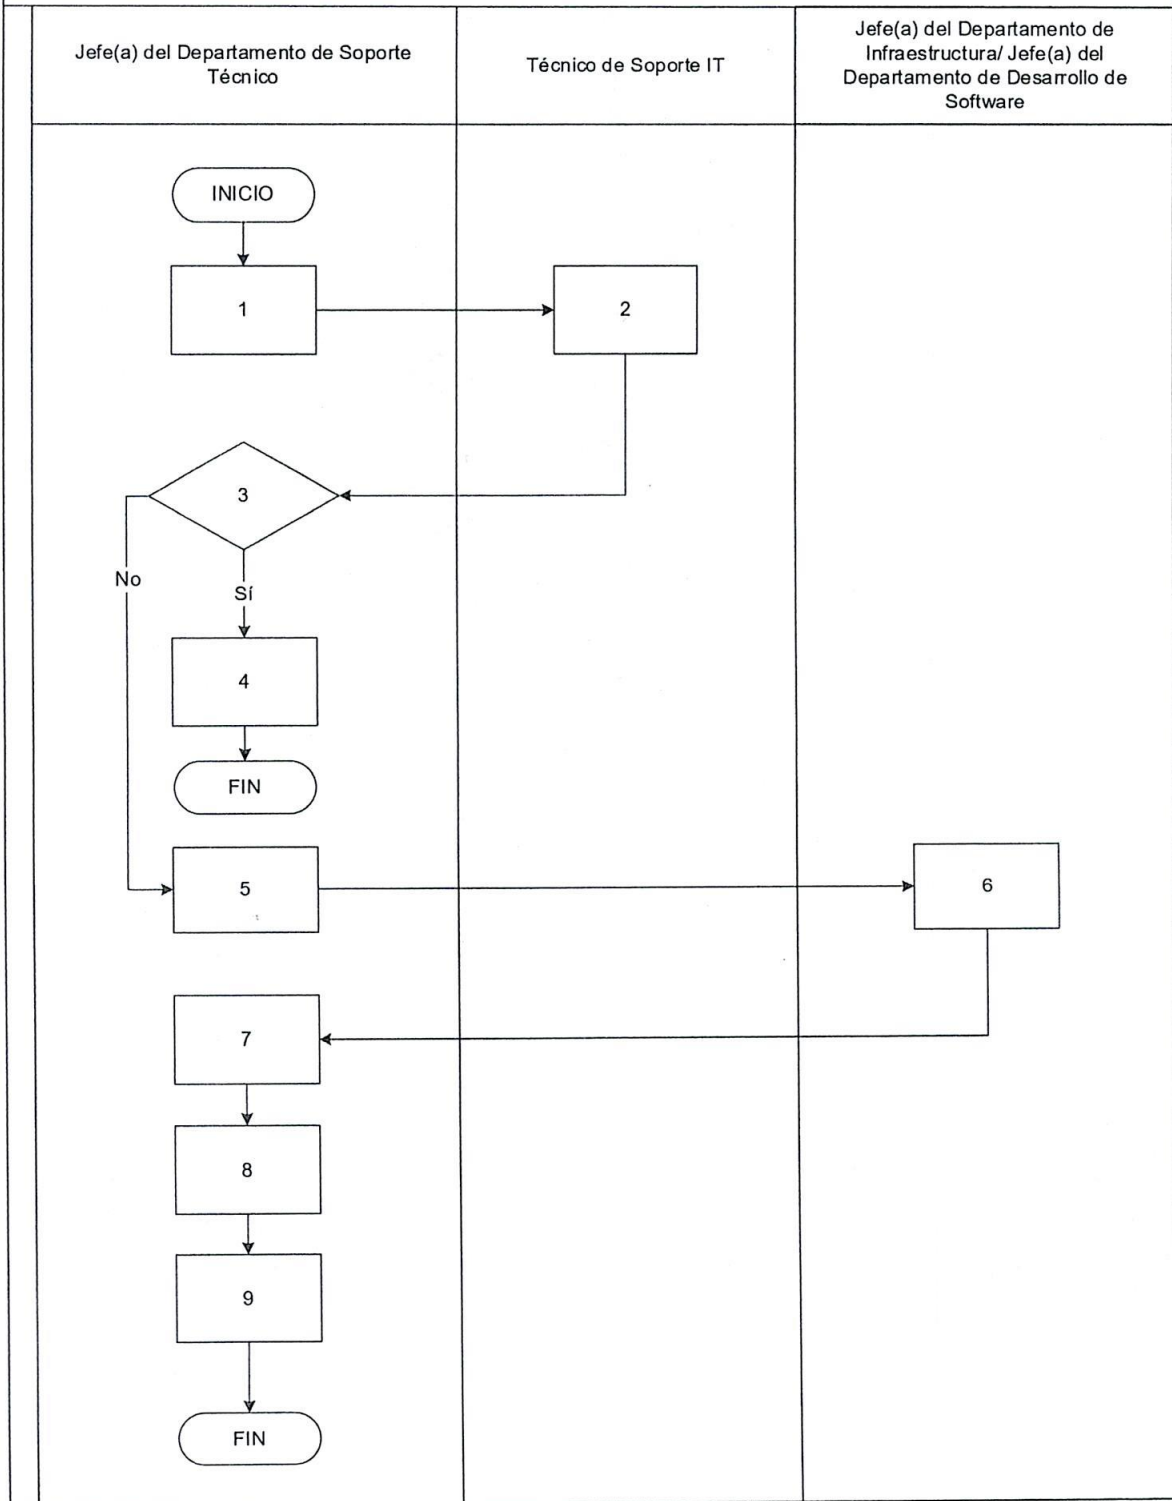 Jefe(a) del Departamento de Soporte
Técnico
Técnico de Soporte IT
Jefe(a) del Departamento de
Infraestructura/ Jefe(a) del
Departamento de Desarrollo de
Software
INICIO
1
2
3
No
Sí
4
FIN
5
6
7
8
9
FIN